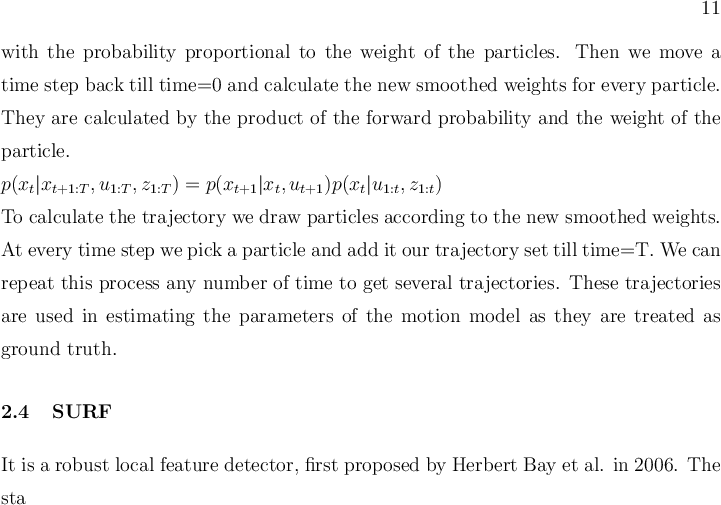 11
with the probability proportional to the weight of the particles. Then we move a
time step back till time=0 and calculate the new smoothed weights for every particle.
They are calculated by the product of the forward probability and the weight of the
particle.
p(x_t|x_{t+1:T}, u_{1:T}, z_{1:T}) = p(x_{t+1}|x_t, u_{t+1})p(x_t|u_{1:t}, z_{1:t})
To calculate the trajectory we draw particles according to the new smoothed weights.
At every time step we pick a particle and add it our trajectory set till time=T. We can
repeat this process any number of time to get several trajectories. These trajectories
are used in estimating the parameters of the motion model as they are treated as
ground truth.
2.4 SURF
It is a robust local feature detector, first proposed by Herbert Bay et al. in 2006. The
sta